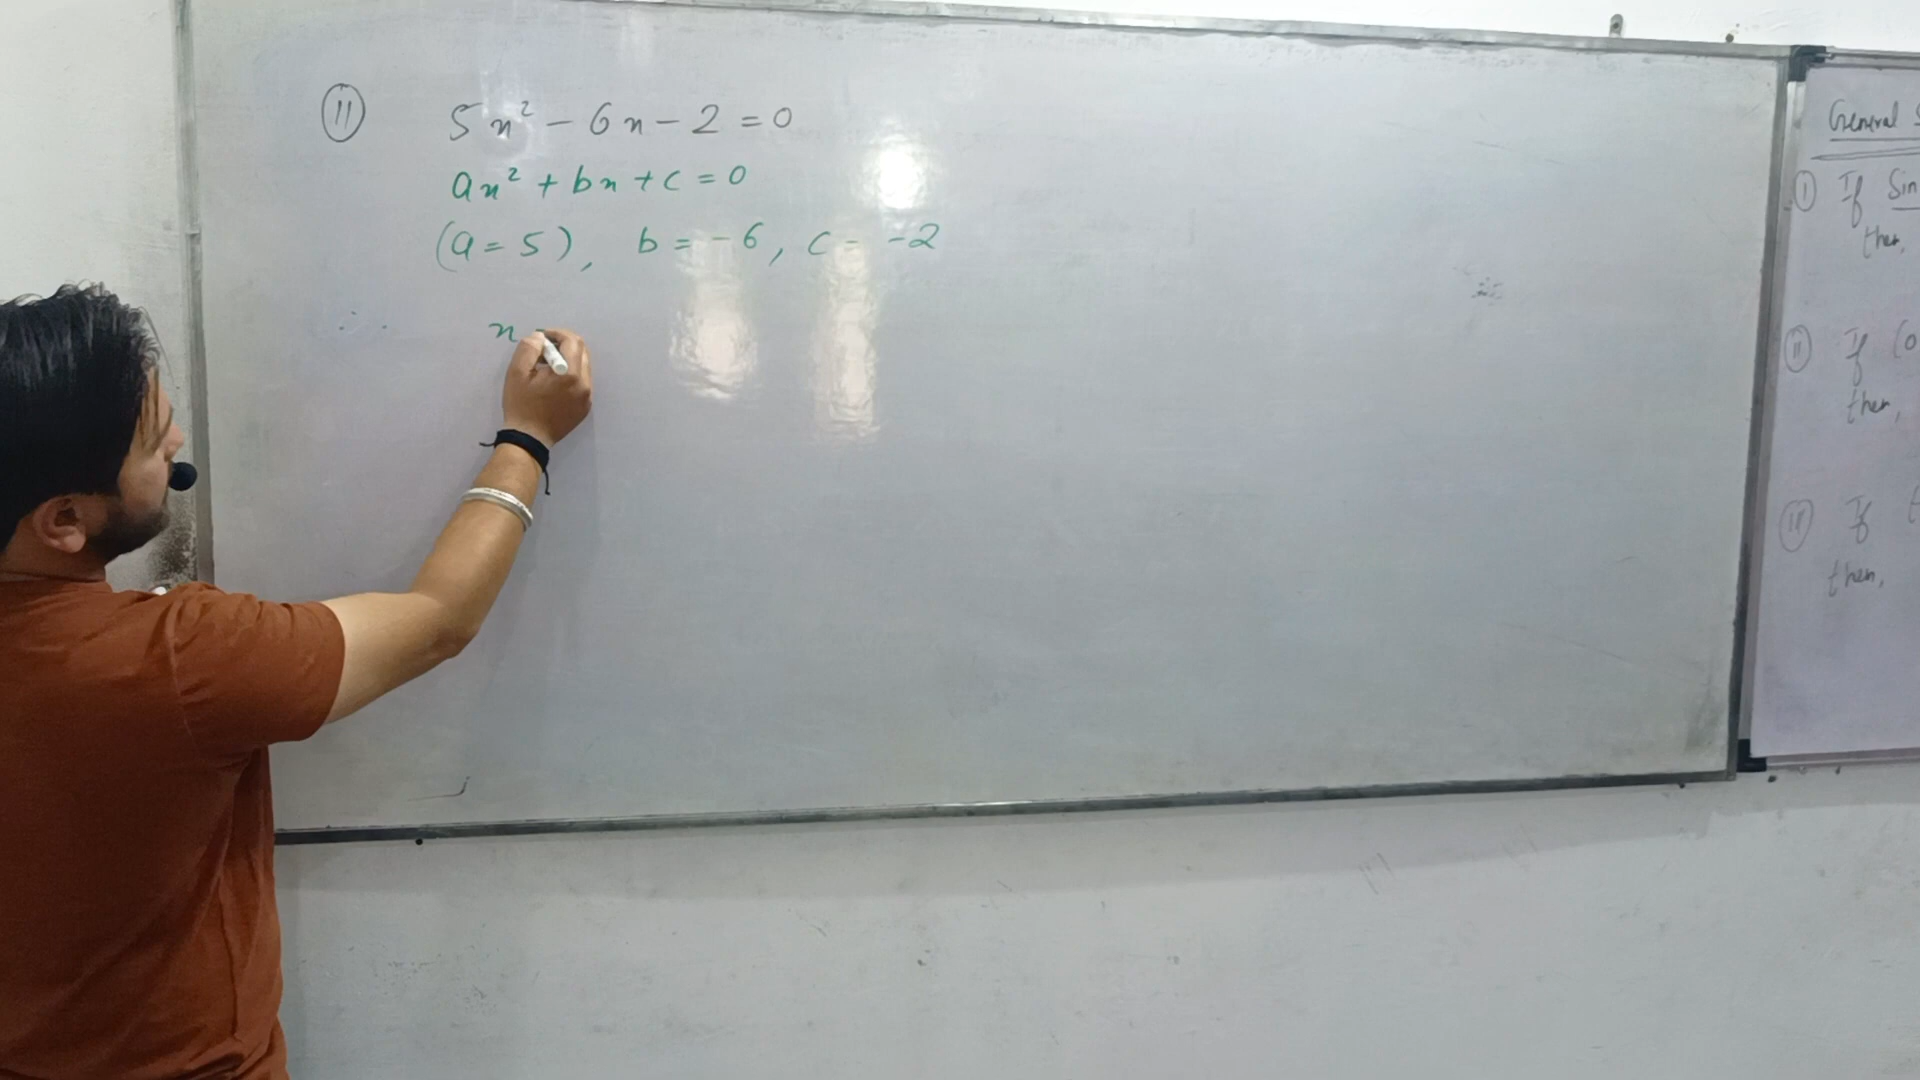 (11) 5x² - 6x - 2 = 0
ax² + bx + c = 0
(a = 5), b = -6, c = -2
∴ x =
General
(I) If Sin
then,
(II) If (o
then,
(III) If
then,